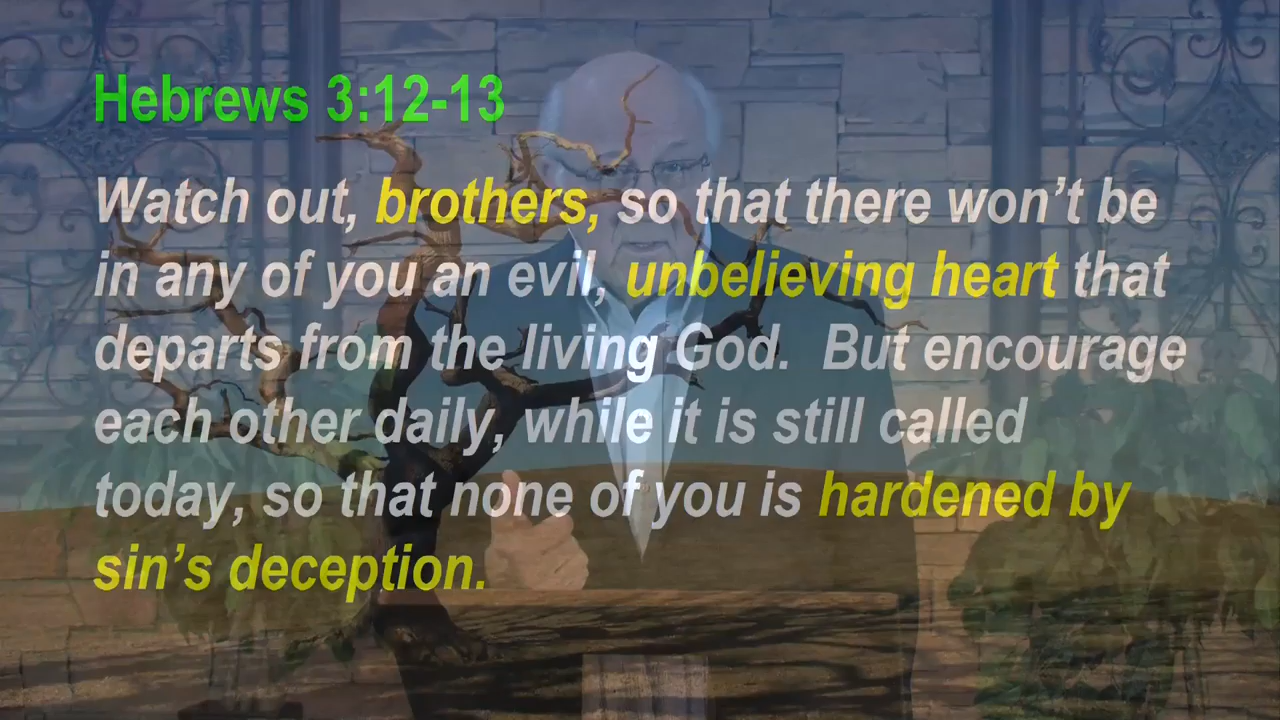 Hebrews 3:12-13
Watch out, brothers, so that there won’t be
in any of you an evil, unbelieving heart that
departs from the living God.  But encourage
each other daily, while it is still called
today, so that none of you is hardened by
sin’s deception.